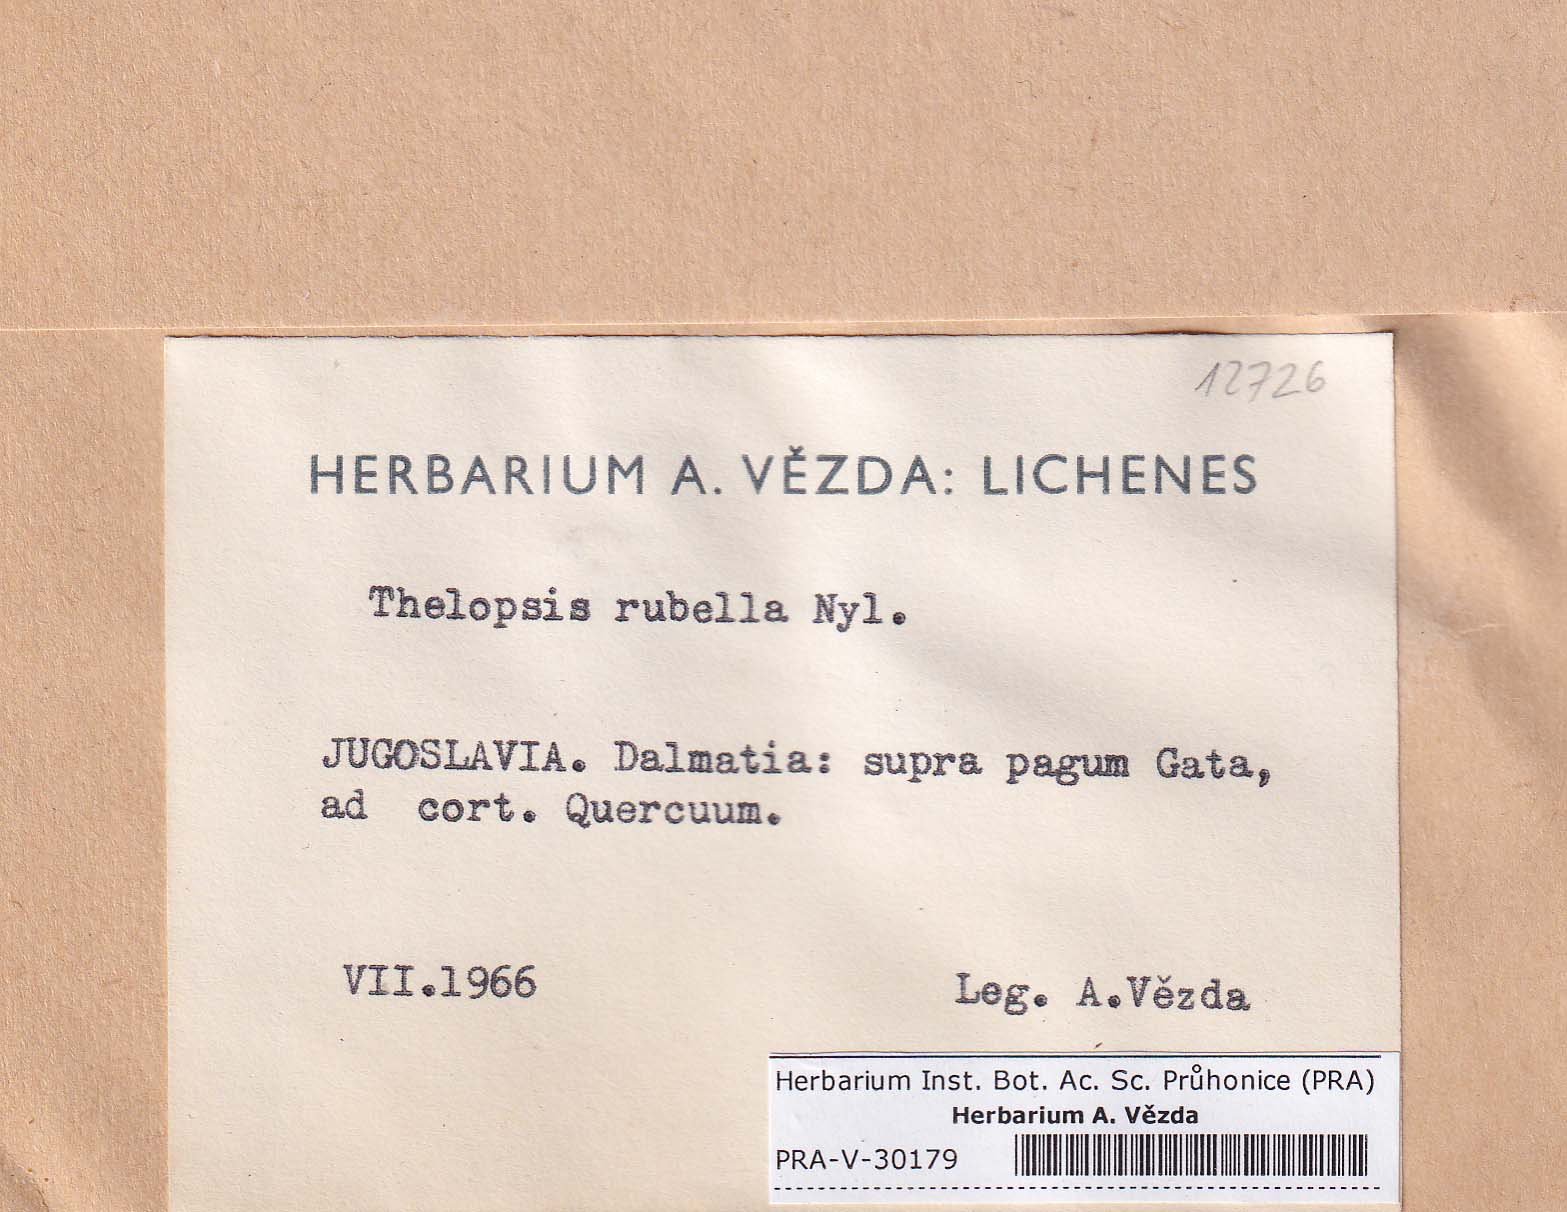 12726
HERBARIUM A. VĚZDA: LICHENES
Thelopsis rubella Nyl.
JUGOSLAVIA. Dalmatia: supra pagum Gata,
ad cort. Quercuum.
VII.1966
Leg. A.Vězda
Herbarium Inst. Bot. Ac. Sc. Průhonice (PRA)
Herbarium A. Vězda
PRA-V-30179